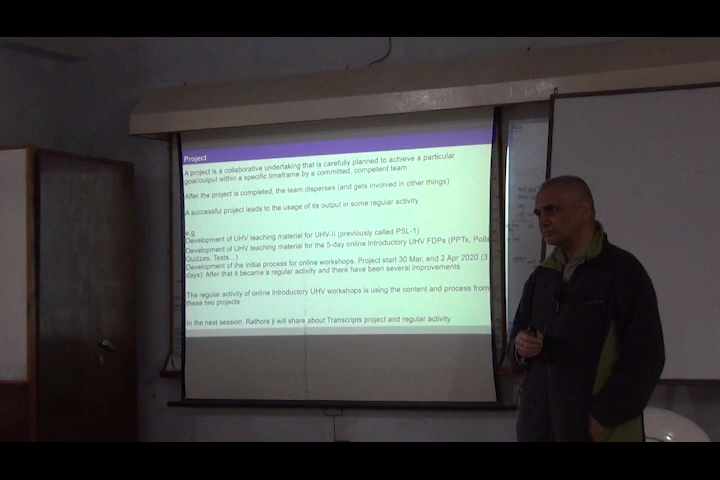 Project
A project is a collaborative undertaking that is carefully planned to achieve a particular
goal/output within a specific timeframe by a committed, competent team
After the project is completed, the team disperses (and gets involved in other things)
A successful project leads to the usage of its output in some regular activity
e.g.
Development of UHV teaching material for UHV-II (previously called PSL-1)
Development of UHV teaching material for the 5-day online Introductory UHV FDPs (PPTs, Polls,
Quizzes, Tests...)
Development of the initial process for online workshops. Project start 30 Mar, end 2 Apr 2020 (3
days). After that it became a regular activity and there have been several improvements
The regular activity of online Introductory UHV workshops is using the content and process from
these two projects
In the next session, Rathore ji will share about Transcripts project and regular activity